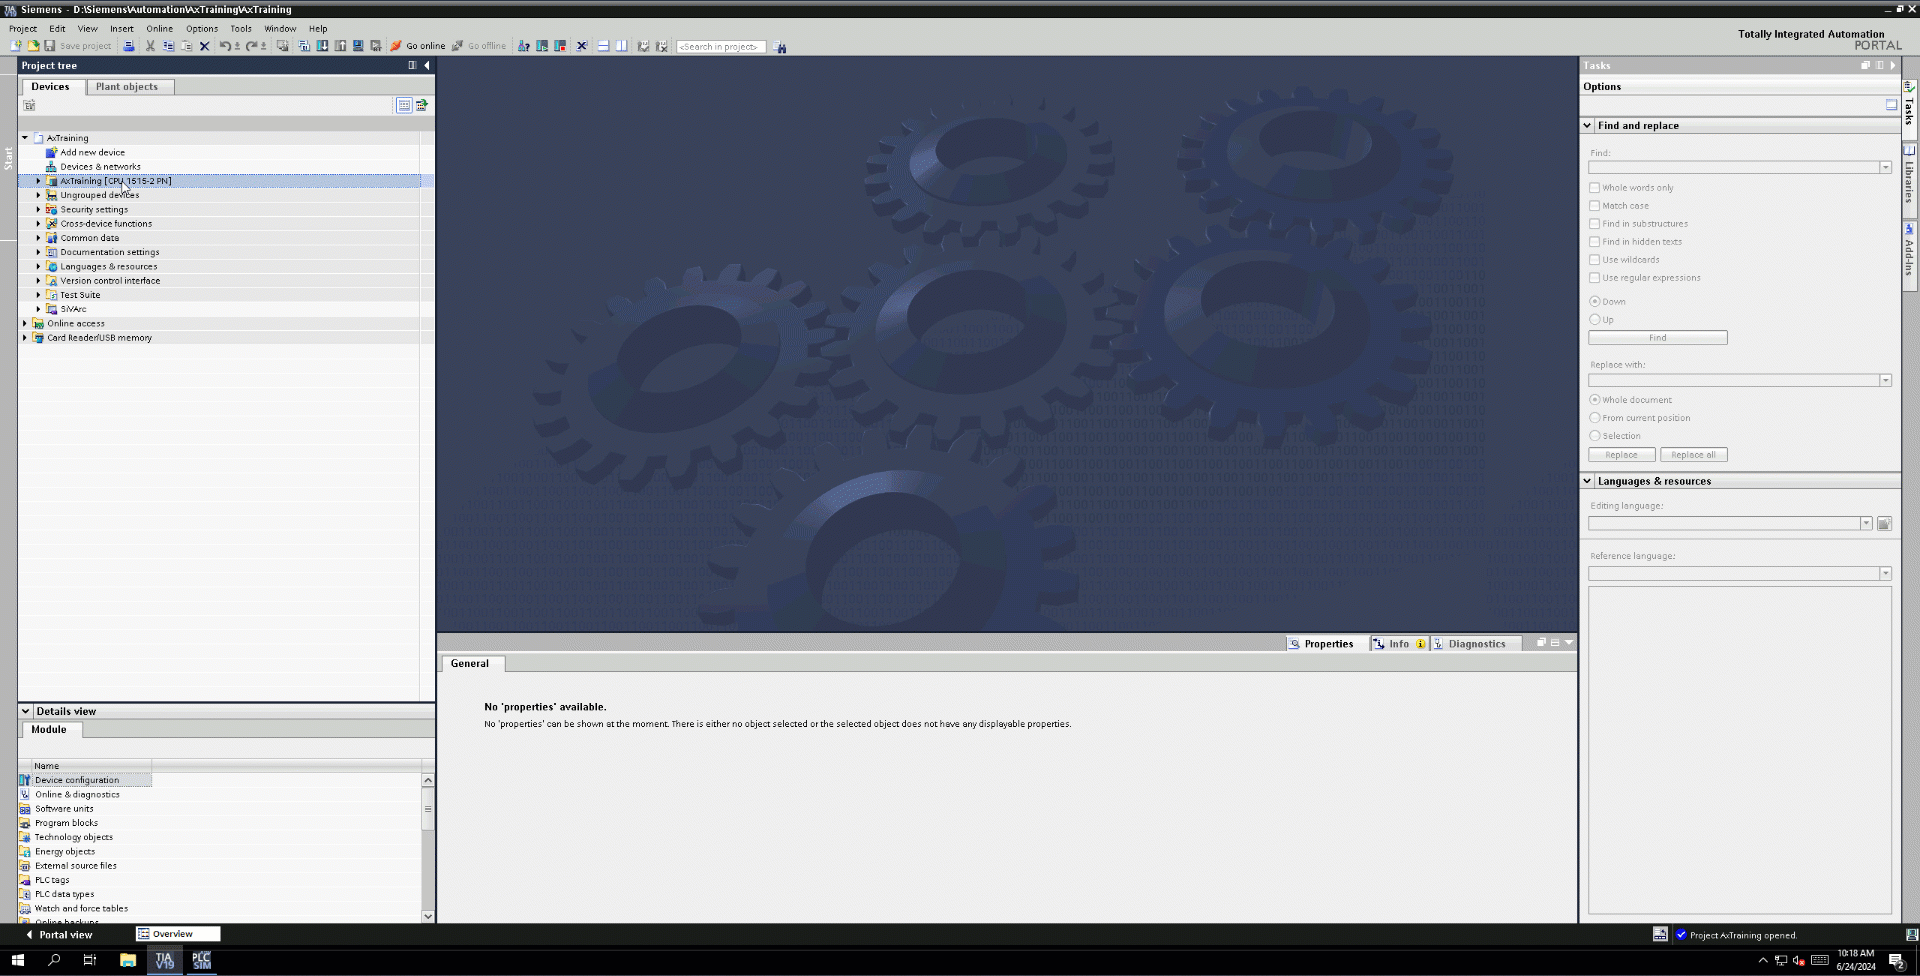 Siemens - D:\Siemens\Automation\AxTraining\AxTraining
Project Edit View Insert Online Options Tools Window Help
Totally Integrated Automation
PORTAL
Save project
Go online
Go offline
<Search in project>
Project tree
Devices
Plant objects
Start
AxTraining
Add new device
Devices & networks
AxTraining [CPU 1515-2 PN]
Ungrouped devices
Security settings
Cross-device functions
Common data
Documentation settings
Languages & resources
Version control interface
Test Suite
SiVArc
Online access
Card Reader/USB memory
Details view
Module
Name
Device configuration
Online & diagnostics
Software units
Program blocks
Technology objects
Energy objects
External source files
PLC tags
PLC data types
Watch and force tables
Online backups
Properties
Info
Diagnostics
General
No 'properties' available.
No 'properties' can be shown at the moment. There is either no object selected or the selected object does not have any displayable properties.
Tasks
Options
Find and replace
Find:
Whole words only
Match case
Find in substructures
Find in hidden texts
Use wildcards
Use regular expressions
Down
Up
Find
Replace with:
Whole document
From current position
Selection
Replace
Replace all
Languages & resources
Editing language:
Reference language:
Tasks
Libraries
Add-Ins
Portal view
Overview
Project AxTraining opened.
TIA
V19
PLC
SIM
10:18 AM
6/24/2024
2